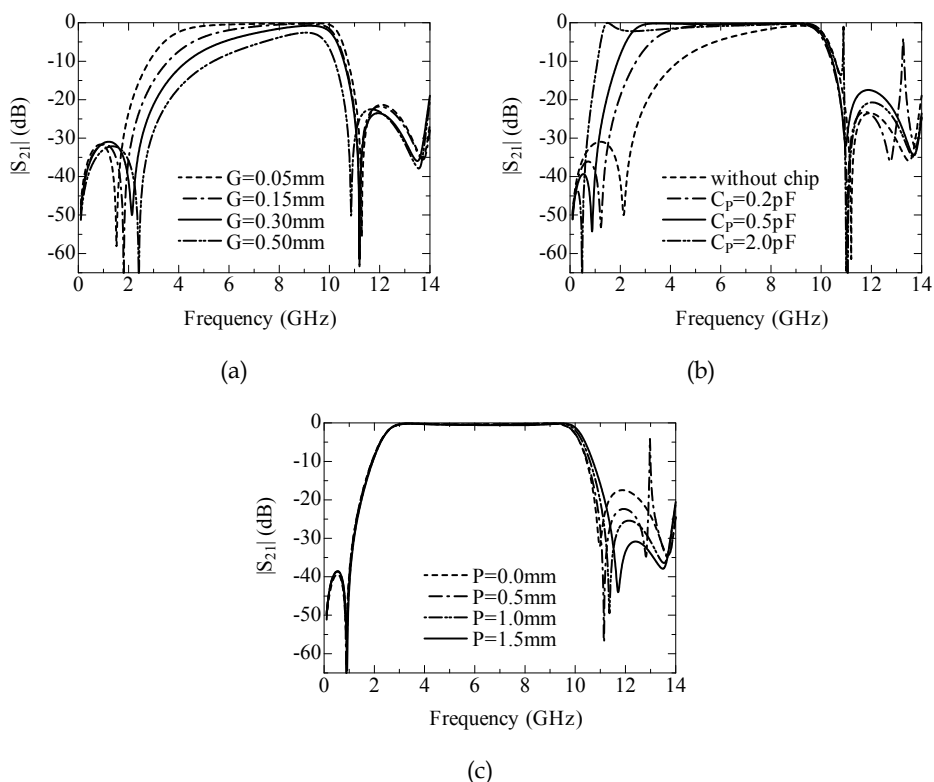 0
-10
-20
-30
-40
-50
-60
|S21| (dB)
G=0.05mm
G=0.15mm
G=0.30mm
G=0.50mm
0 2 4 6 8 10 12 14
Frequency (GHz)
(a)
0
-10
-20
-30
-40
-50
-60
|S21| (dB)
without chip
CP=0.2pF
CP=0.5pF
CP=2.0pF
0 2 4 6 8 10 12 14
Frequency (GHz)
(b)
0
-10
-20
-30
-40
-50
-60
|S21| (dB)
P=0.0mm
P=0.5mm
P=1.0mm
P=1.5mm
0 2 4 6 8 10 12 14
Frequency (GHz)
(c)